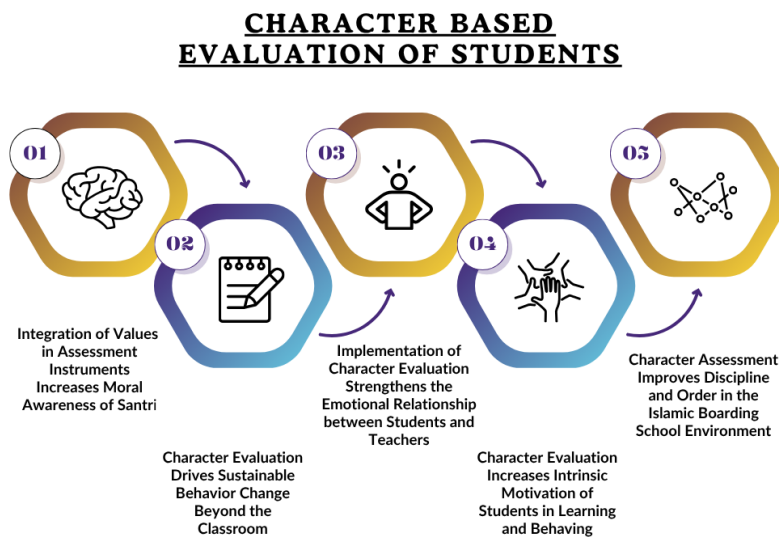 CHARACTER BASED
EVALUATION OF STUDENTS
01
Integration of Values
in Assessment
Instruments
Increases Moral
Awareness of Santri
02
Character Evaluation
Drives Sustainable
Behavior Change
Beyond the
Classroom
03
Implementation of
Character Evaluation
Strengthens the
Emotional Relationship
between Students and
Teachers
04
Character Evaluation
Increases Intrinsic
Motivation of
Students in Learning
and Behaving
05
Character Assessment
Improves Discipline
and Order in the
Islamic Boarding
School Environment